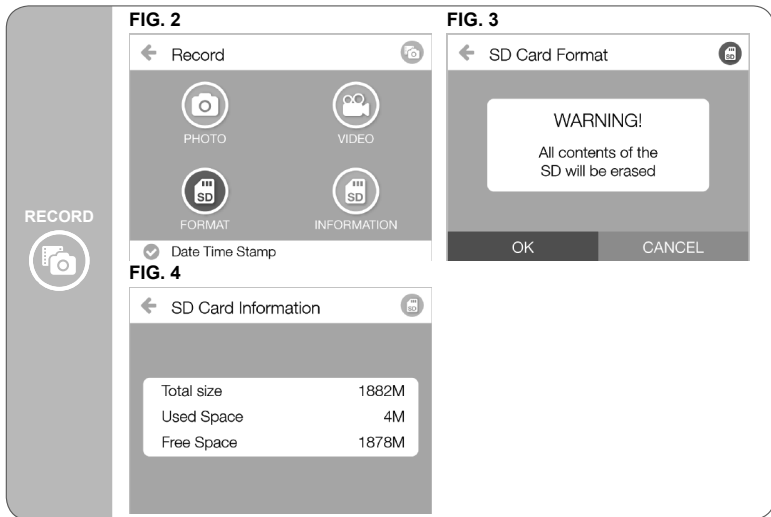 FIG. 2
Record
PHOTO
VIDEO
SD
FORMAT
SD
INFORMATION
Date Time Stamp
FIG. 3
SD Card Format
SD
WARNING!
All contents of the
SD will be erased
OK
CANCEL
RECORD
FIG. 4
SD Card Information
SD
Total size 1882M
Used Space 4M
Free Space 1878M